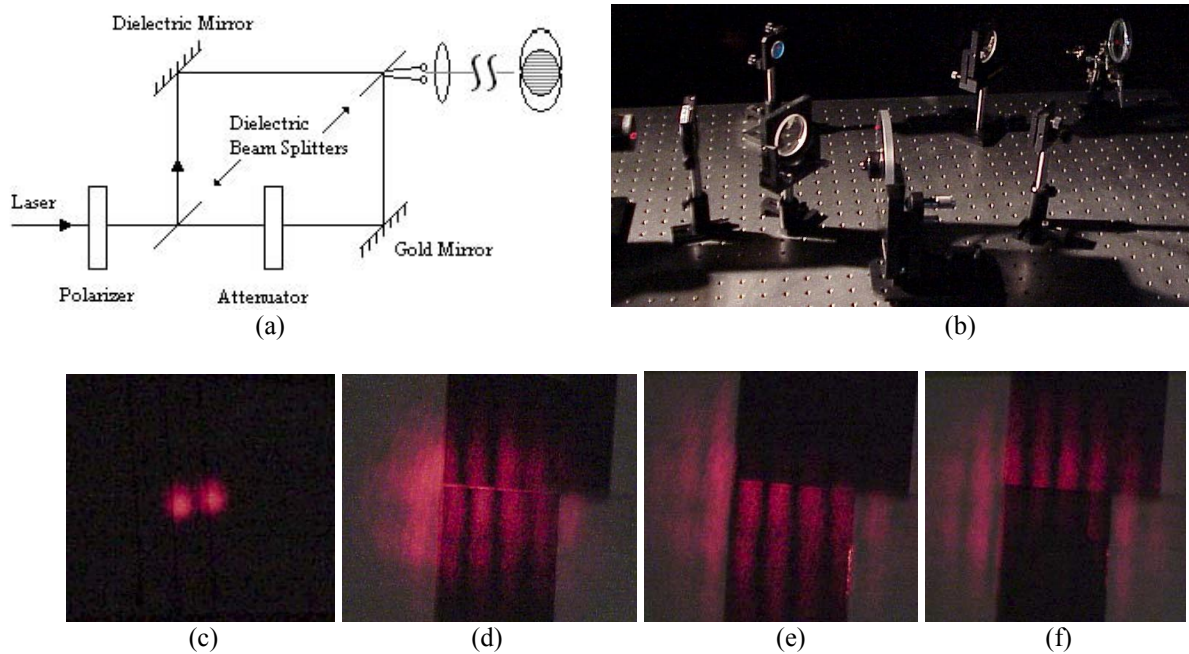 Dielectric Mirror
Dielectric
Beam Splitters
Laser
Gold Mirror
Polarizer
Attenuator
(a)
(b)
(c)
(d)
(e)
(f)